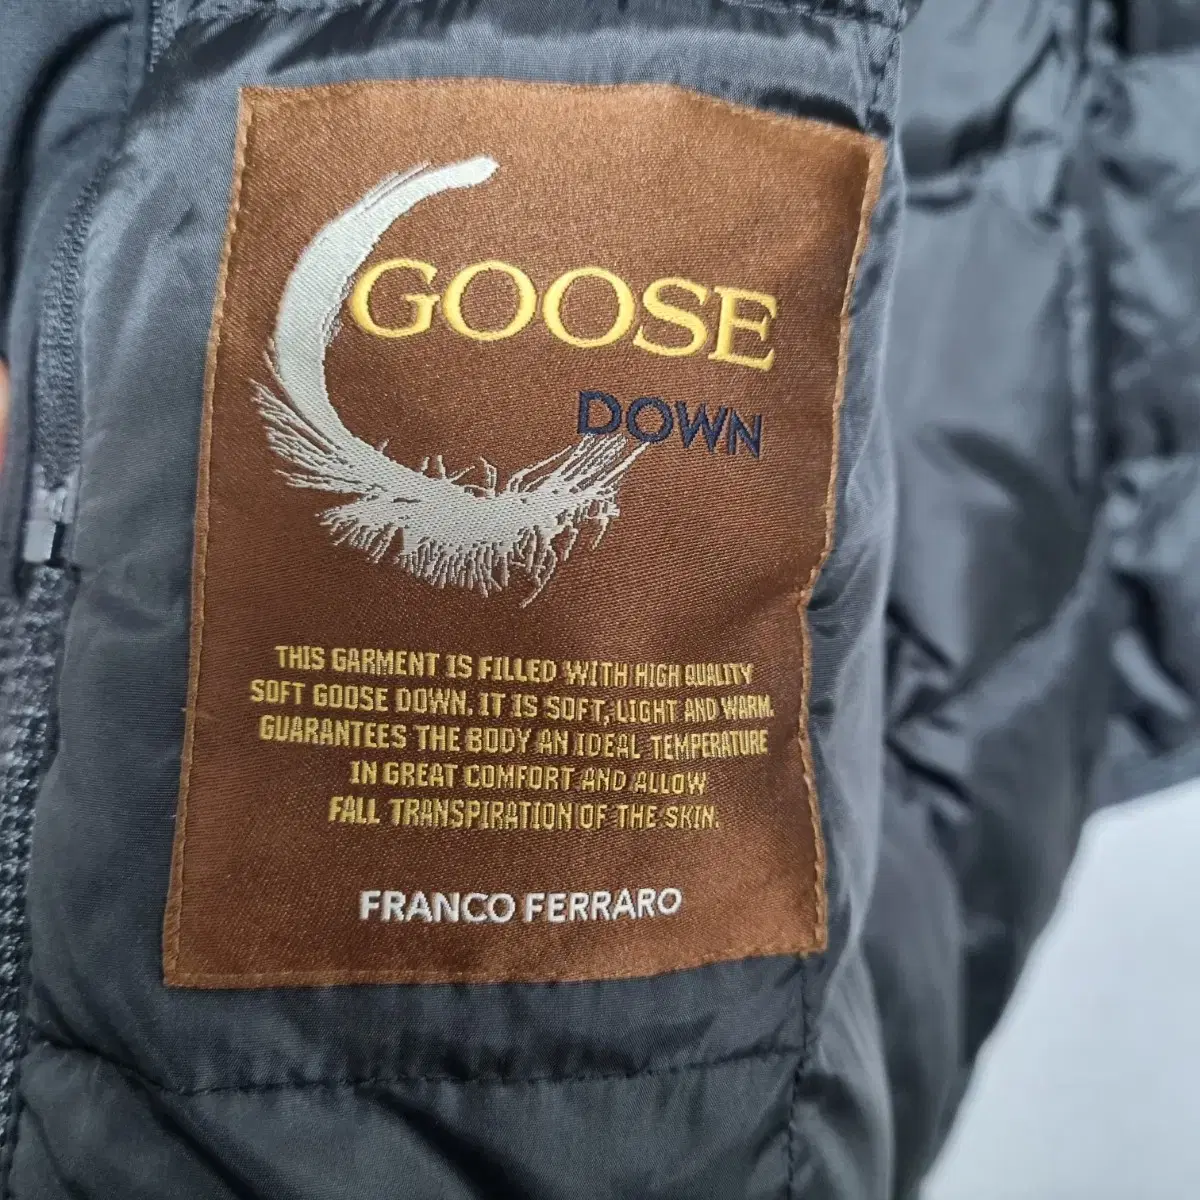 GOOSE
DOWN
THIS GARMENT IS FILLED WITH HIGH QUALITY
SOFT GOOSE DOWN. IT IS SOFT, LIGHT AND WARM.
GUARANTEES THE BODY AN IDEAL TEMPERATURE
IN GREAT COMFORT AND ALLOW
FALL TRANSPIRATION OF THE SKIN.
FRANCO FERRARO